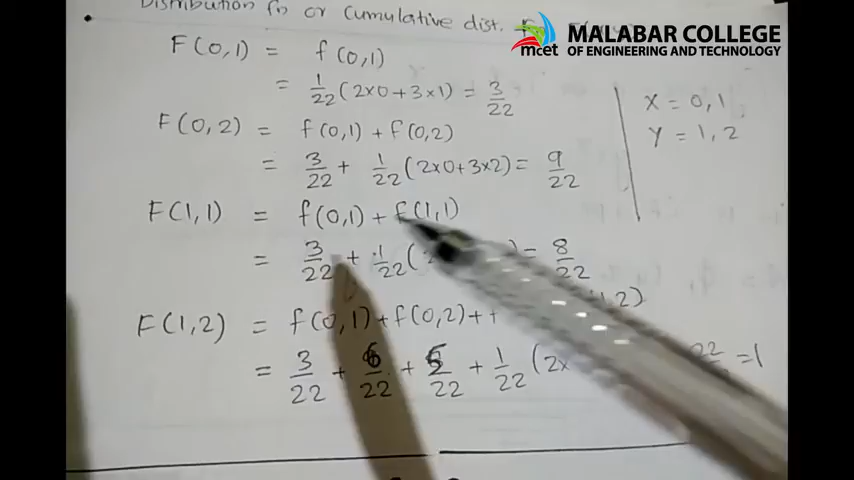 Distribution fn or Cumulative dist.
MALABAR COLLEGE
mcet OF ENGINEERING AND TECHNOLOGY
F(0,1) = f(0,1)
= 1/22 (2×0+3×1) = 3/22
X = 0,1
Y = 1,2
F(0,2) = f(0,1) + f(0,2)
= 3/22 + 1/22 (2×0+3×2) = 9/22
F(1,1) = f(0,1) + f(1,1)
= 3/22 + 1/22 ( ) = 8/22
F(1,2) = f(0,1) + f(0,2) + 1,2)
= 3/22 + 6/22 + 5/22 + 1/22 (2× 22 = 1